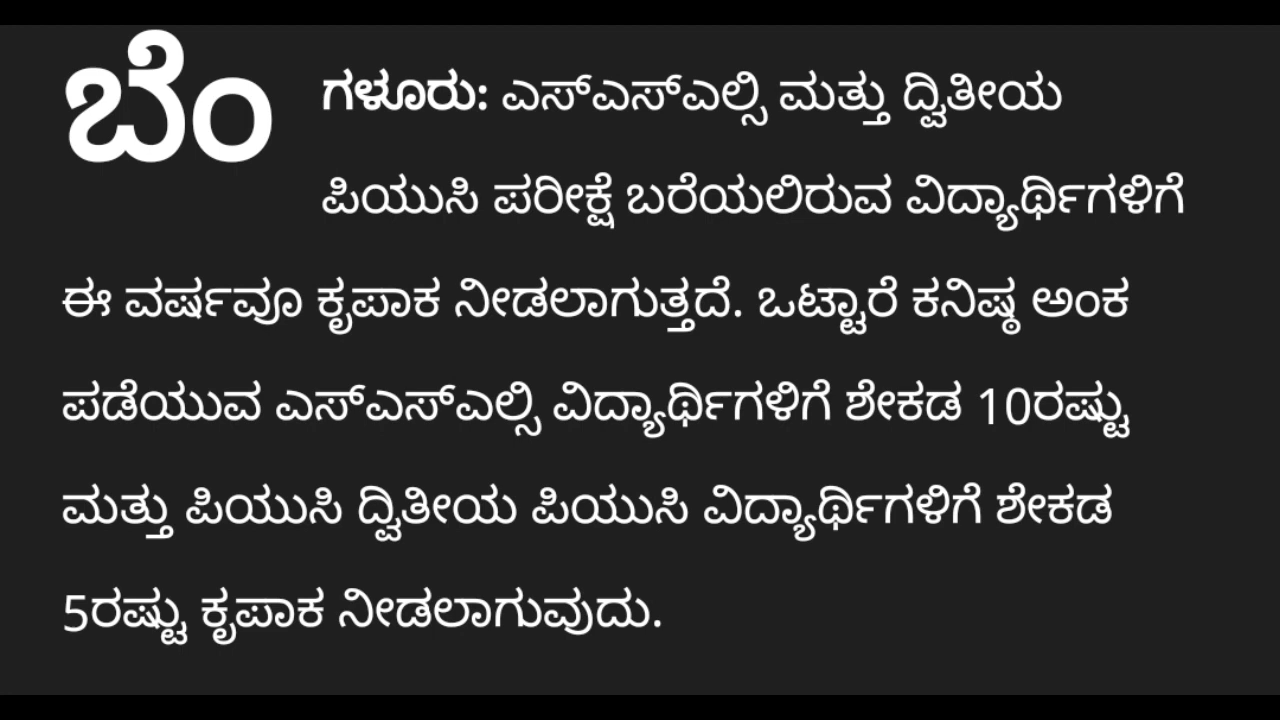 ಬೆಂ
ಗಳೂರು: ಎಸ್ಎಸ್ಎಲ್ಸಿ ಮತ್ತು ದ್ವಿತೀಯ
ಪಿಯುಸಿ ಪರೀಕ್ಷೆ ಬರೆಯಲಿರುವ ವಿದ್ಯಾರ್ಥಿಗಳಿಗೆ
ಈ ವರ್ಷವೂ ಕೃಪಾಕ ನೀಡಲಾಗುತ್ತದೆ. ಒಟ್ಟಾರೆ ಕನಿಷ್ಠ ಅಂಕ
ಪಡೆಯುವ ಎಸ್ಎಸ್ಎಲ್ಸಿ ವಿದ್ಯಾರ್ಥಿಗಳಿಗೆ ಶೇಕಡ 10ರಷ್ಟು
ಮತ್ತು ಪಿಯುಸಿ ದ್ವಿತೀಯ ಪಿಯುಸಿ ವಿದ್ಯಾರ್ಥಿಗಳಿಗೆ ಶೇಕಡ
5ರಷ್ಟು ಕೃಪಾಕ ನೀಡಲಾಗುವುದು.